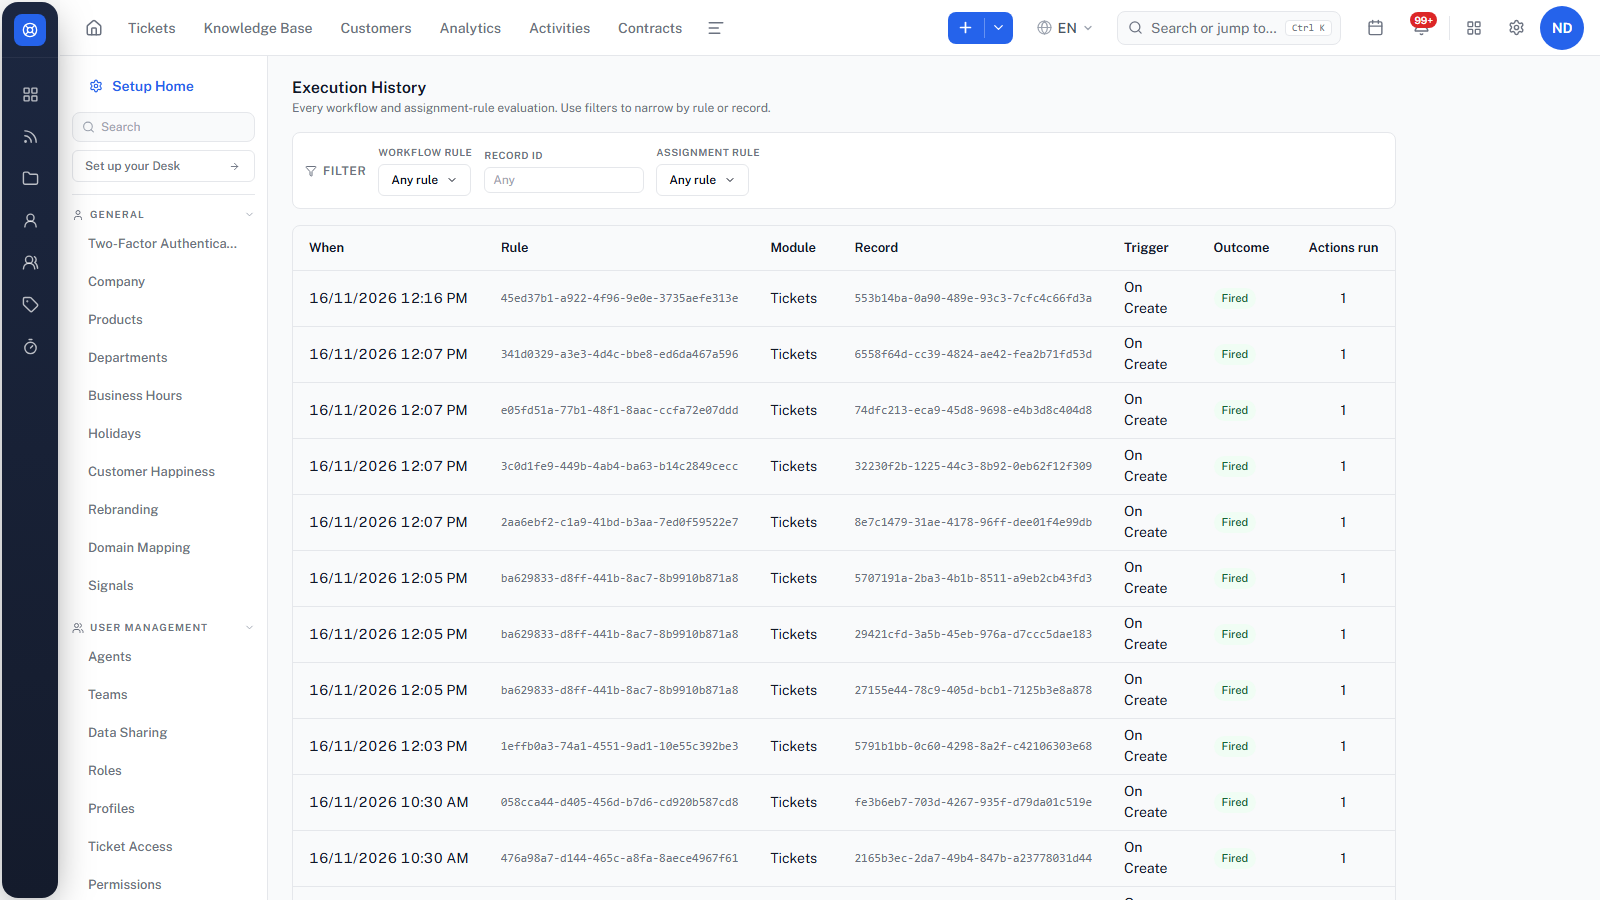 Tickets
Knowledge Base
Customers
Analytics
Activities
Contracts
EN
Search or jump to...
Ctrl K
99+
ND
Setup Home
Search
Set up your Desk
GENERAL
Two-Factor Authentica...
Company
Products
Departments
Business Hours
Holidays
Customer Happiness
Rebranding
Domain Mapping
Signals
USER MANAGEMENT
Agents
Teams
Data Sharing
Roles
Profiles
Ticket Access
Permissions
Execution History
Every workflow and assignment-rule evaluation. Use filters to narrow by rule or record.
FILTER
WORKFLOW RULE
Any rule
RECORD ID
Any
ASSIGNMENT RULE
Any rule
When Rule Module Record Trigger Outcome Actions run
16/11/2026 12:16 PM 45ed37b1-a922-4f96-9e0e-3735aefe313e Tickets 553b14ba-0a90-489e-93c3-7cfc4c66fd3a On Create Fired 1
16/11/2026 12:07 PM 341d0329-a3e3-4d4c-bbe8-ed6da467a596 Tickets 6558f64d-cc39-4824-ae42-fea2b71fd53d On Create Fired 1
16/11/2026 12:07 PM e05fd51a-77b1-48f1-8aac-ccfa72e07ddd Tickets 74dfc213-eca9-45d8-9698-e4b3d8c404d8 On Create Fired 1
16/11/2026 12:07 PM 3c0d1fe9-449b-4ab4-ba63-b14c2849cecc Tickets 32230f2b-1225-44c3-8b92-0eb62f12f309 On Create Fired 1
16/11/2026 12:07 PM 2aa6ebf2-c1a9-41bd-b3aa-7ed0f59522e7 Tickets 8e7c1479-31ae-4178-96ff-dee01f4e99db On Create Fired 1
16/11/2026 12:05 PM ba629833-d8ff-441b-8ac7-8b9910b871a8 Tickets 5707191a-2ba3-4b1b-8511-a9eb2cb43fd3 On Create Fired 1
16/11/2026 12:05 PM ba629833-d8ff-441b-8ac7-8b9910b871a8 Tickets 29421cfd-3a5b-45eb-976a-d7ccc5dae183 On Create Fired 1
16/11/2026 12:05 PM ba629833-d8ff-441b-8ac7-8b9910b871a8 Tickets 27155e44-78c9-405d-bcb1-7125b3e8a878 On Create Fired 1
16/11/2026 12:03 PM 1effb0a3-74a1-4551-9ad1-10e55c392be3 Tickets 5791b1bb-0c60-4298-8a2f-c42106303e68 On Create Fired 1
16/11/2026 10:30 AM 058cca44-d405-456d-b7d6-cd920b587cd8 Tickets fe3b6eb7-703d-4267-935f-d79da01c519e On Create Fired 1
16/11/2026 10:30 AM 476a98a7-d144-465c-a8fa-8aece4967f61 Tickets 2165b3ec-2da7-49b4-847b-a23778031d44 On Create Fired 1